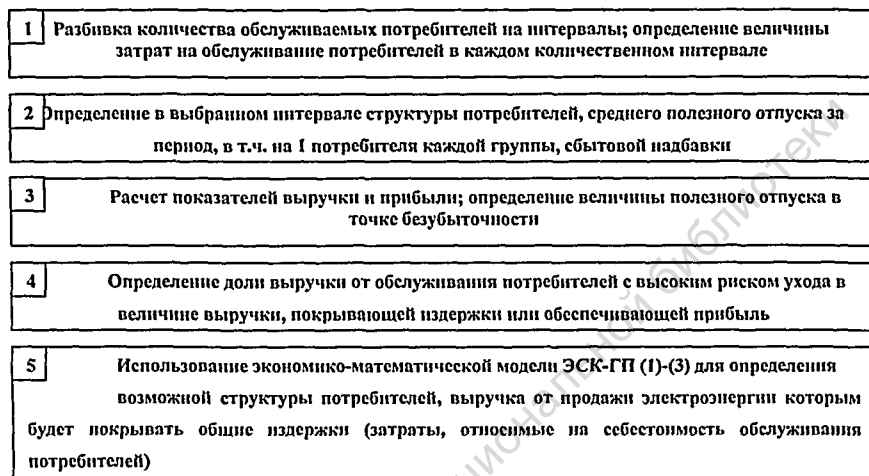 1 Разбивка количества обслуживаемых потребителей на интервалы; определение величины
затрат на обслуживание потребителей в каждом количественном интервале
2 Определение в выбранном интервале структуры потребителей, среднего полезного отпуска за
период, в т.ч. на 1 потребителя каждой группы, сбытовой надбавки
3 Расчет показателей выручки и прибыли; определение величины полезного отпуска в
точке безубыточности
4 Определение доли выручки от обслуживания потребителей с высоким риском ухода в
величине выручки, покрывающей издержки или обеспечивающей прибыль
5 Использование экономико-математической модели ЭСК-ГП (1)-(3) для определения
возможной структуры потребителей, выручка от продажи электроэнергии которым
будет покрывать общие издержки (затраты, относимые на себестоимость обслуживания
потребителей)
библиотеки